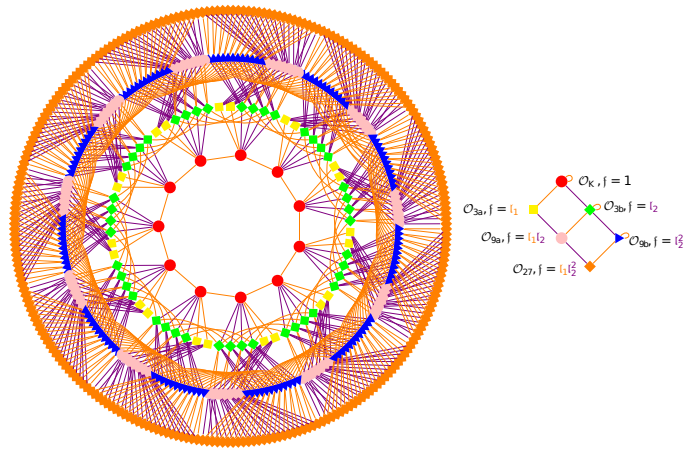 𝒪_K, 𝔣 = 1
𝒪_3a, 𝔣 = 𝔩_1
𝒪_3b, 𝔣 = 𝔩_2
𝒪_9a, 𝔣 = 𝔩_1𝔩_2
𝒪_9b, 𝔣 = 𝔩_2^2
𝒪_27, 𝔣 = 𝔩_1𝔩_2^2